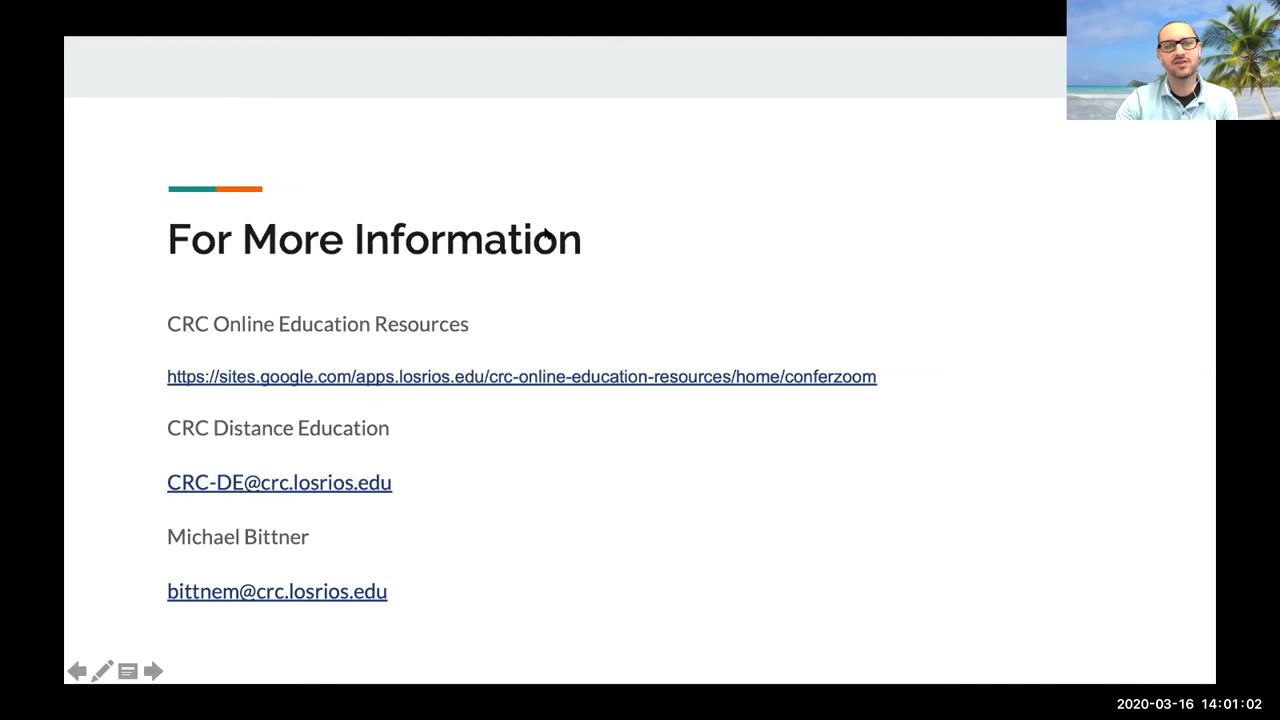 For More Information
CRC Online Education Resources
https://sites.google.com/apps.losrios.edu/crc-online-education-resources/home/conferzoom
CRC Distance Education
CRC-DE@crc.losrios.edu
Michael Bittner
bittnem@crc.losrios.edu
2020-03-16 14:01:02